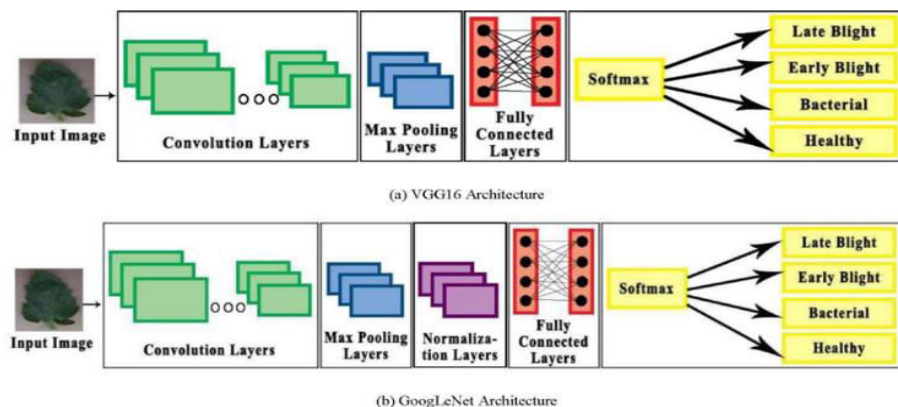 Input Image
Convolution Layers
Max Pooling
Layers
Fully
Connected
Layers
Softmax
Late Blight
Early Blight
Bacterial
Healthy
(a) VGG16 Architecture
Input Image
Convolution Layers
Max Pooling
Layers
Normaliza-
tion Layers
Fully
Connected
Layers
Softmax
Late Blight
Early Blight
Bacterial
Healthy
(b) GoogLeNet Architecture